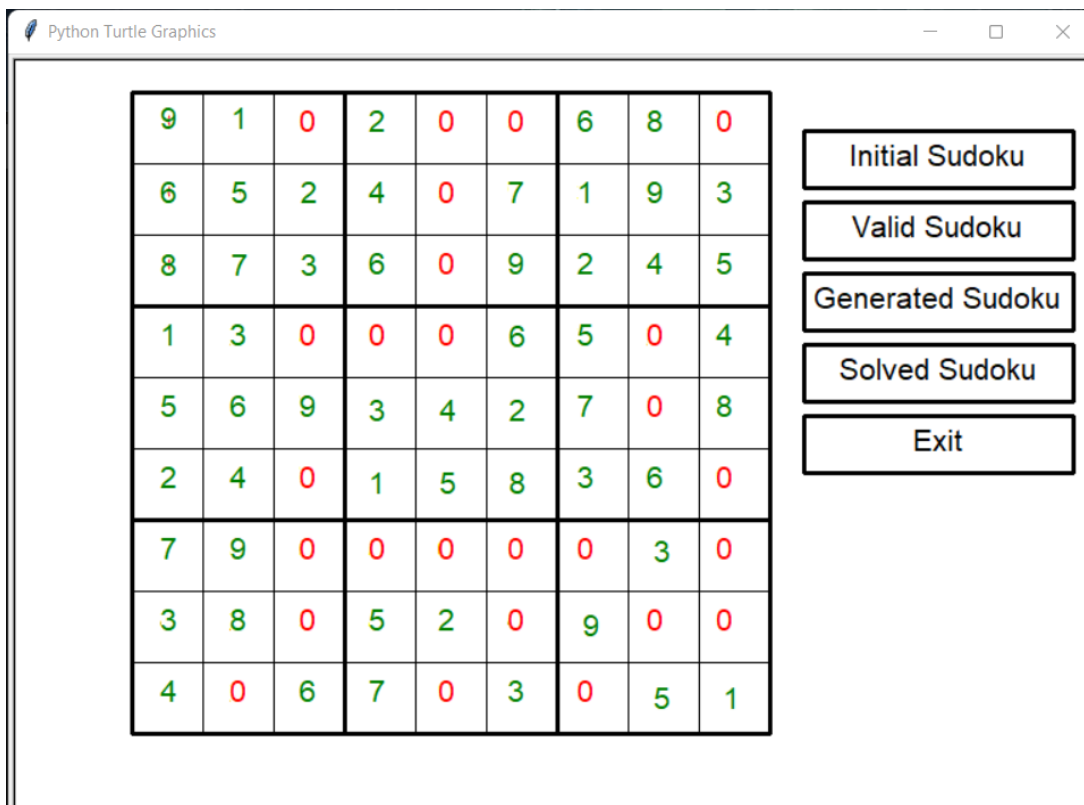 Python Turtle Graphics
9 1 0 2 0 0 6 8 0
6 5 2 4 0 7 1 9 3
8 7 3 6 0 9 2 4 5
1 3 0 0 0 6 5 0 4
5 6 9 3 4 2 7 0 8
2 4 0 1 5 8 3 6 0
7 9 0 0 0 0 0 3 0
3 8 0 5 2 0 9 0 0
4 0 6 7 0 3 0 5 1
Initial Sudoku
Valid Sudoku
Generated Sudoku
Solved Sudoku
Exit